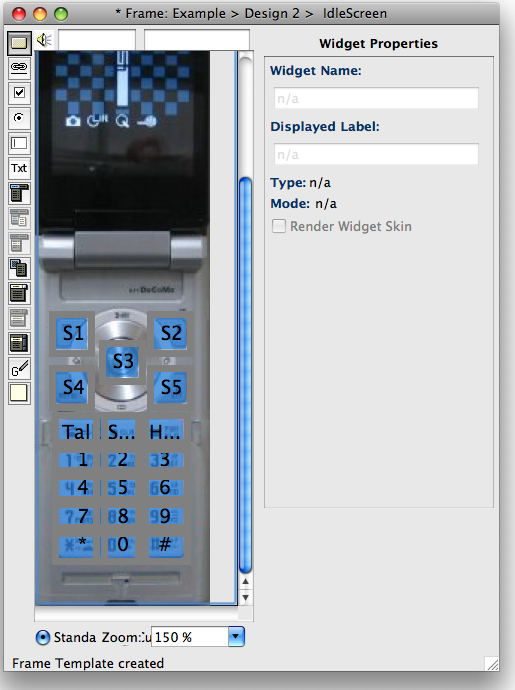 * Frame: Example > Design 2 > IdleScreen
Widget Properties
Widget Name:
n/a
Displayed Label:
n/a
Type: n/a
Mode: n/a
Render Widget Skin
Txt
G
DoCoMo
S1
S2
S3
S4
S5
Tal S... H...
1 2 3
4 5 6
7 8 9
* 0 #
Standa Zoom: 150 %
Frame Template created